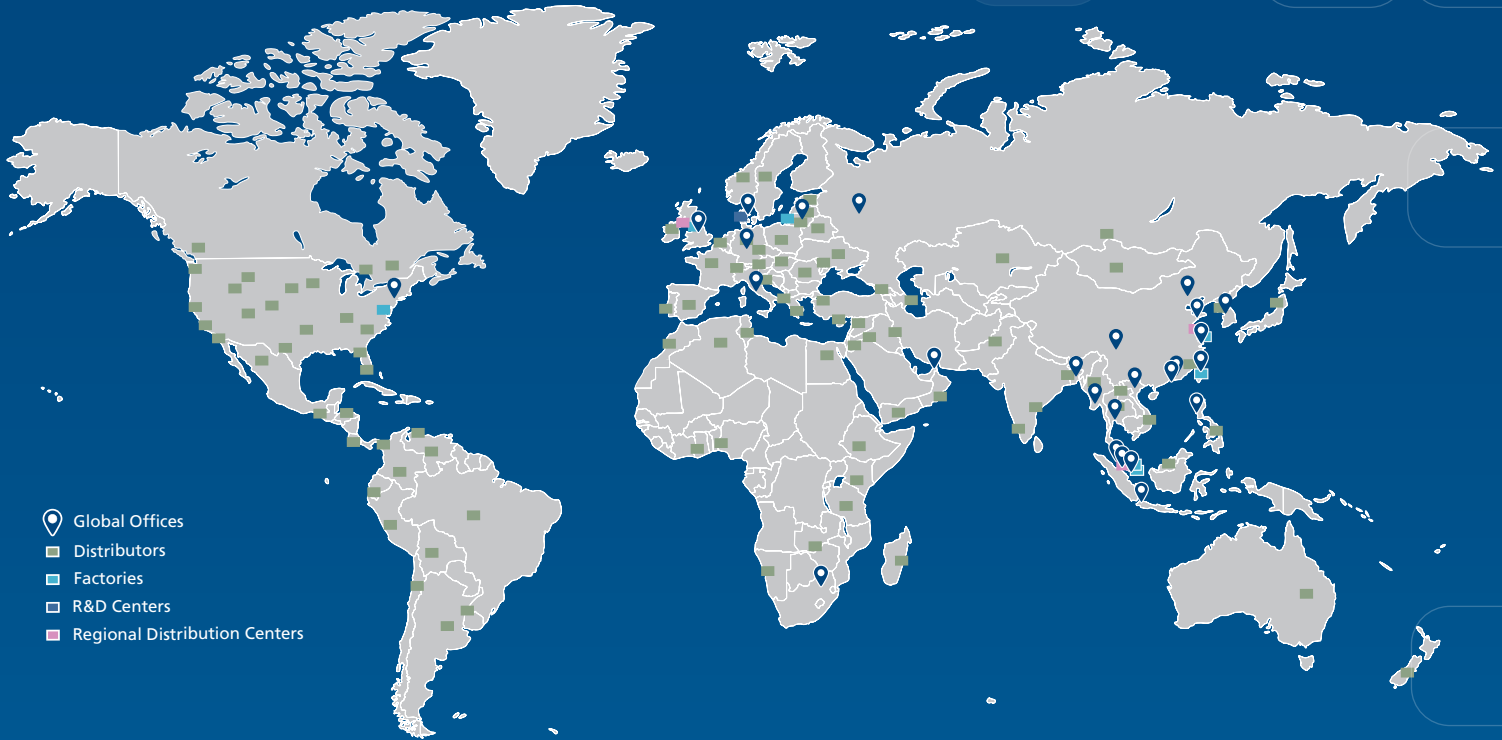 Global Offices
Distributors
Factories
R&D Centers
Regional Distribution Centers